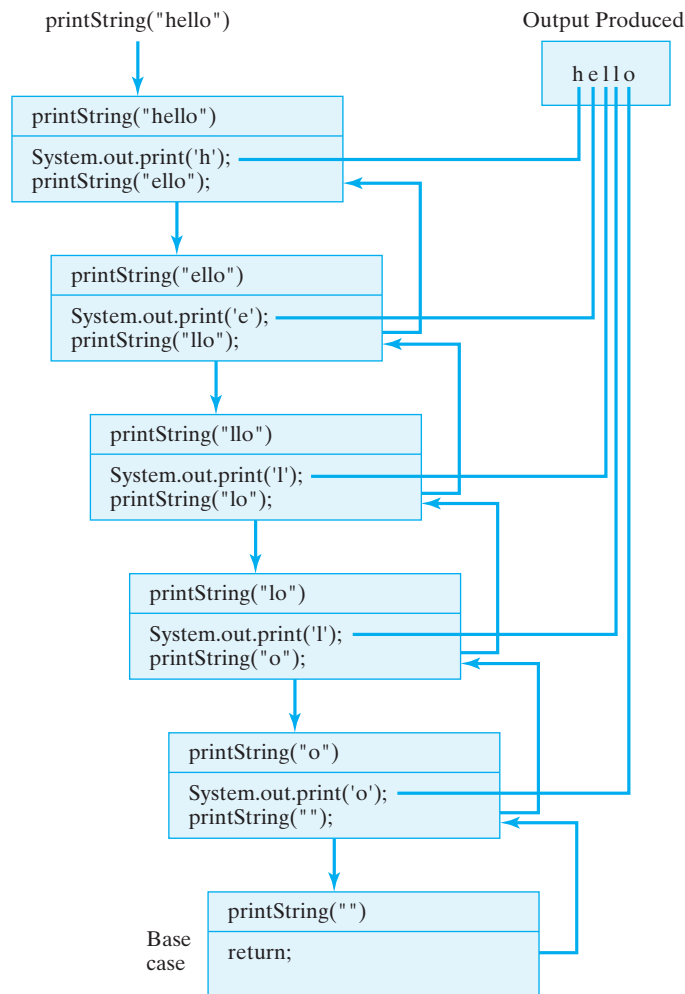 printString("hello")
Output Produced
h e l l o
printString("hello")
System.out.print('h');
printString("ello");
printString("ello")
System.out.print('e');
printString("llo");
printString("llo")
System.out.print('l');
printString("lo");
printString("lo")
System.out.print('l');
printString("o");
printString("o")
System.out.print('o');
printString("");
printString("")
Base
case
return;